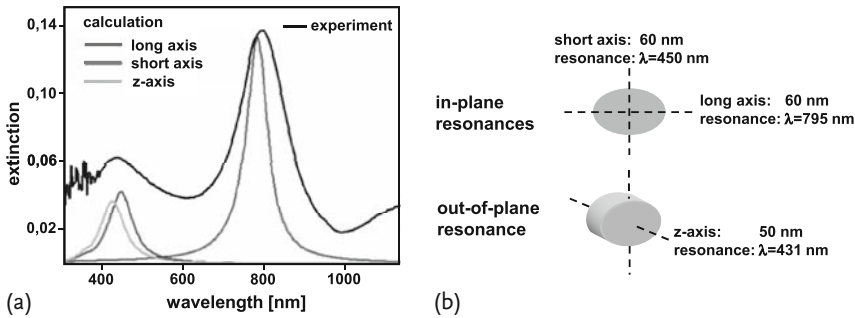 0,14
0,10
0,06
0,02
extinction
calculation
long axis
short axis
z-axis
experiment
400
600
800
1000
wavelength [nm]
(a)
short axis: 60 nm
resonance: λ=450 nm
in-plane
resonances
long axis: 60 nm
resonance: λ=795 nm
out-of-plane
resonance
z-axis: 50 nm
resonance: λ=431 nm
(b)